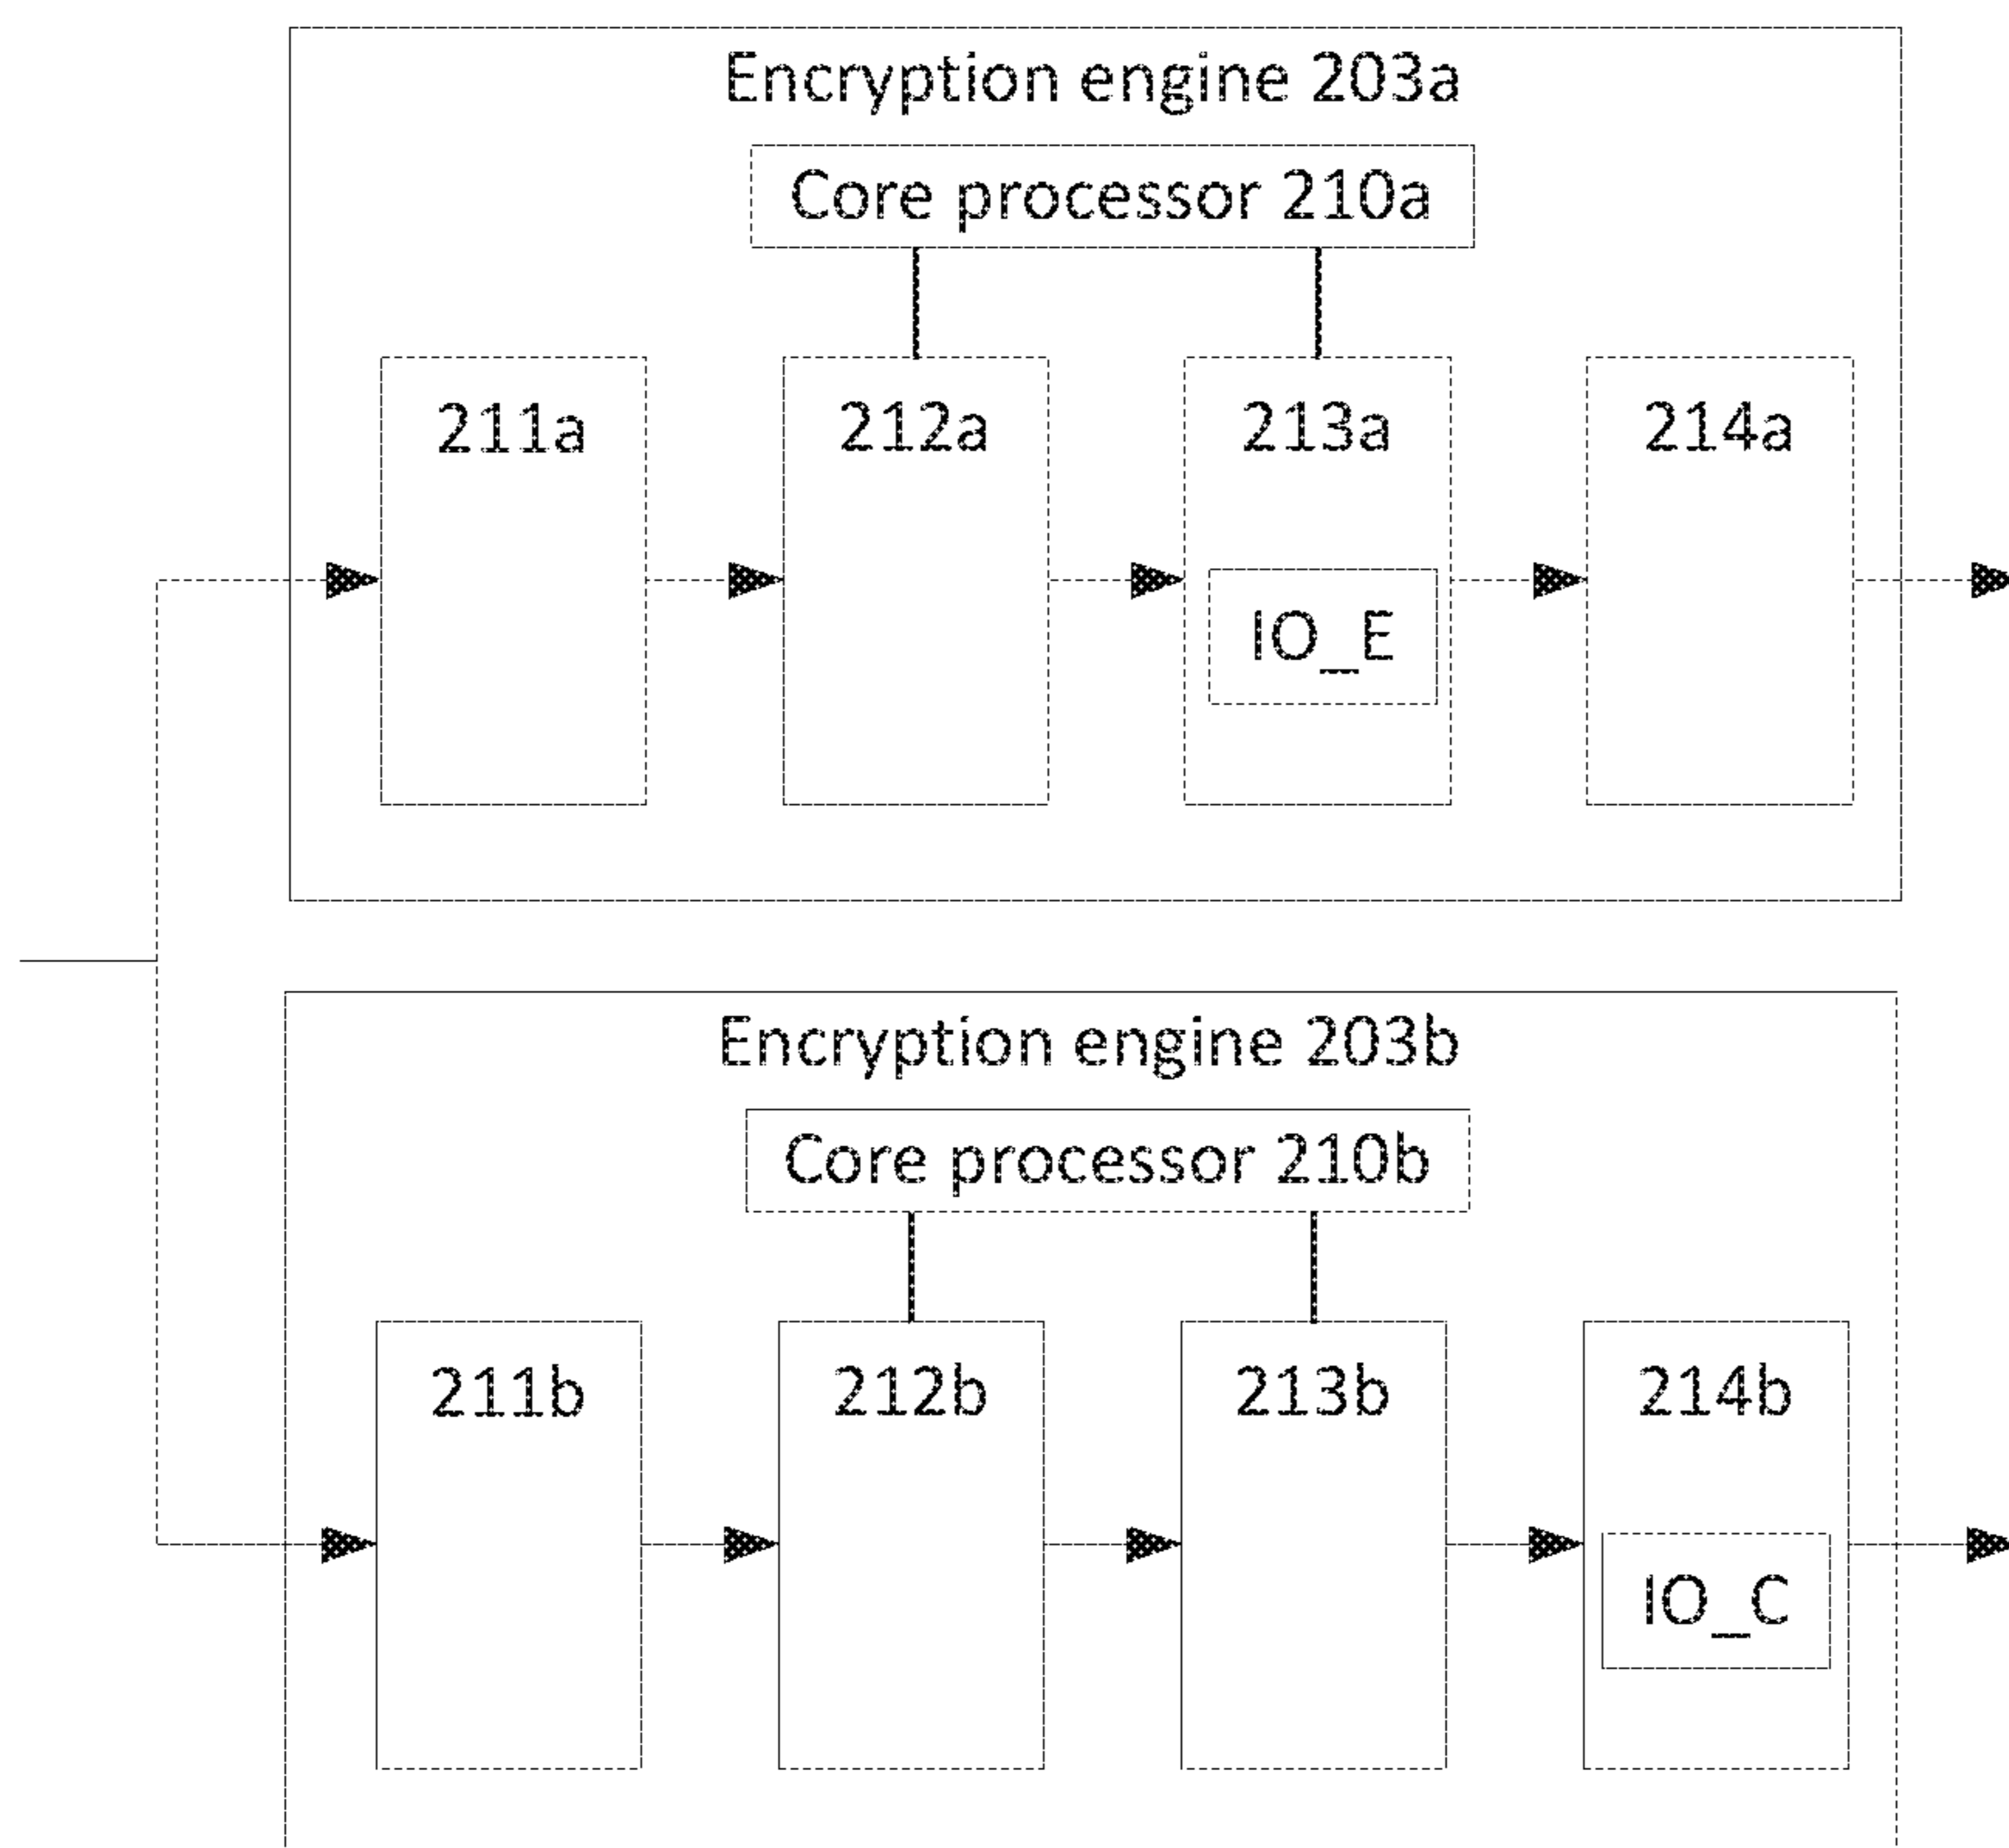 Encryption engine 203a
Core processor 210a
211a
212a
213a
214a
IO_E
Encryption engine 203b
Core processor 210b
211b
212b
213b
214b
IO_C